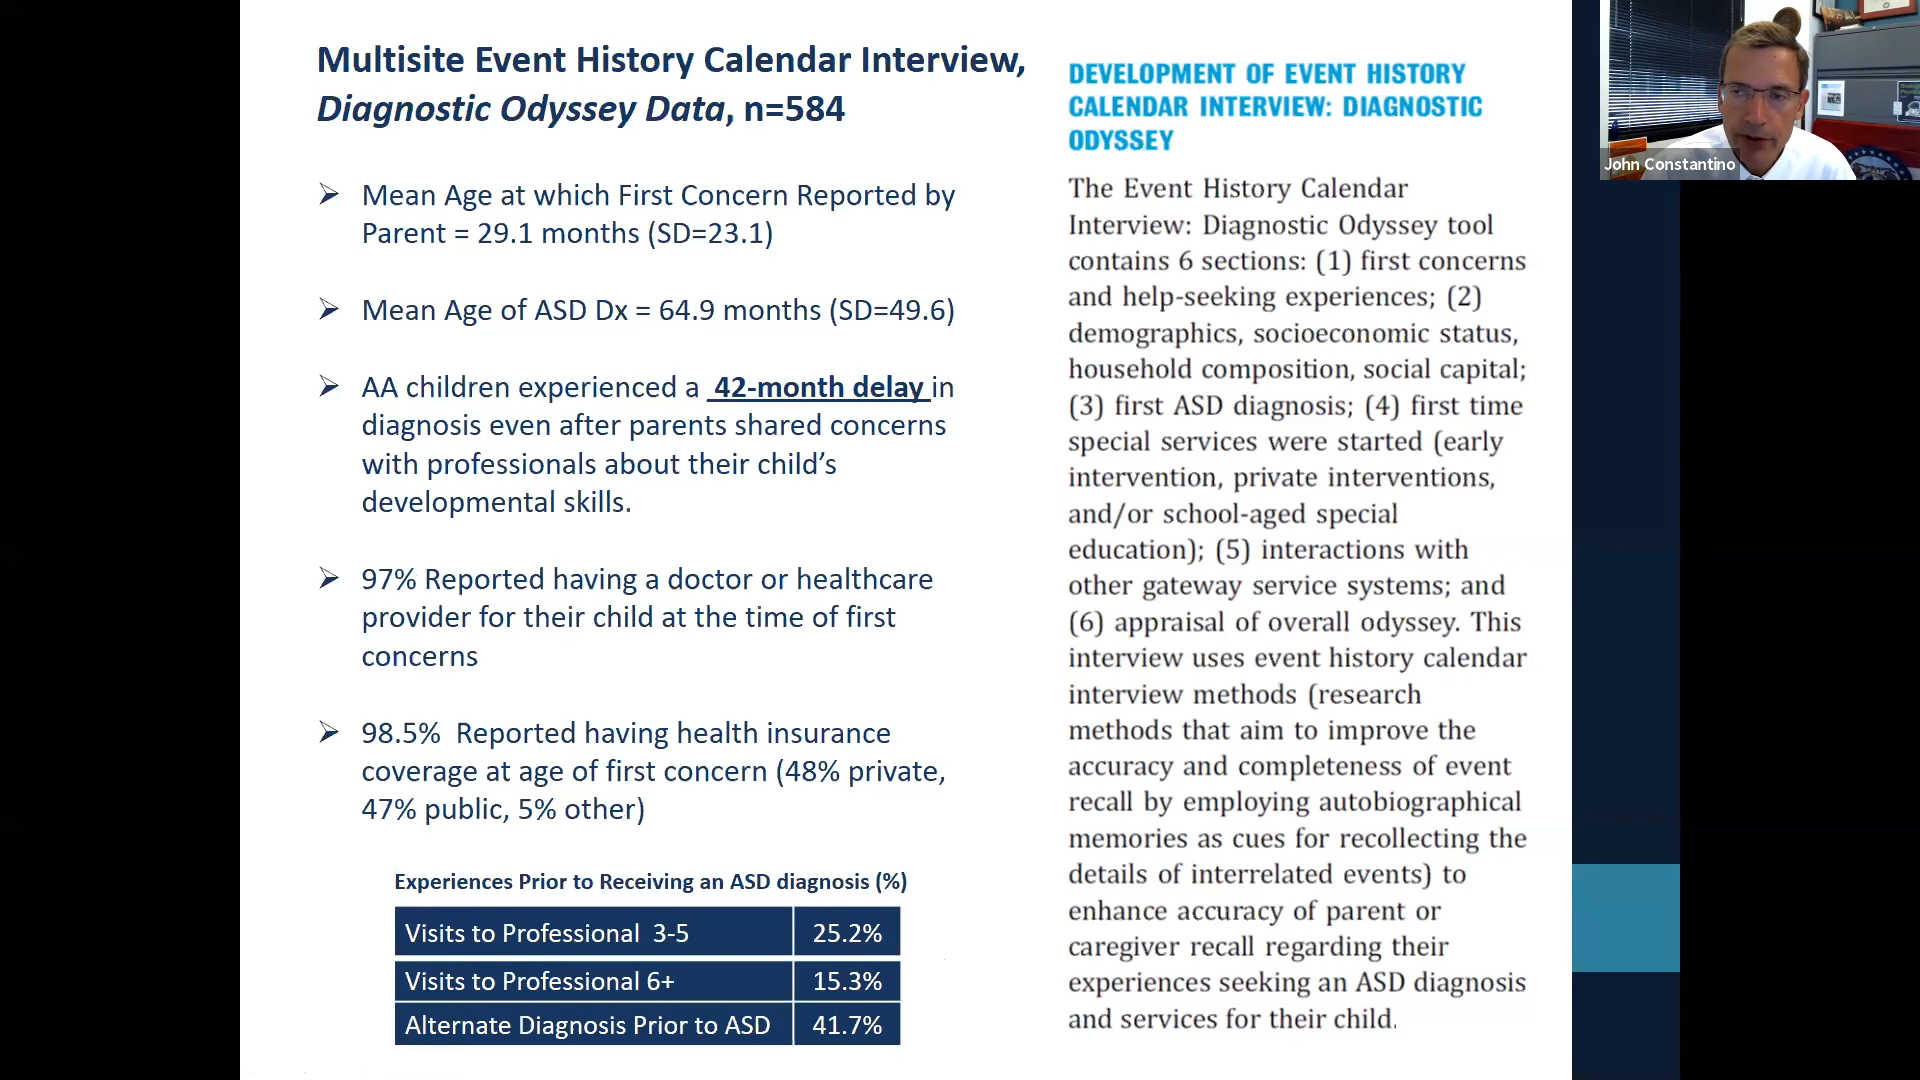 Multisite Event History Calendar Interview,
Diagnostic Odyssey Data, n=584
➢ Mean Age at which First Concern Reported by
Parent = 29.1 months (SD=23.1)
➢ Mean Age of ASD Dx = 64.9 months (SD=49.6)
➢ AA children experienced a 42-month delay in
diagnosis even after parents shared concerns
with professionals about their child's
developmental skills.
➢ 97% Reported having a doctor or healthcare
provider for their child at the time of first
concerns
➢ 98.5% Reported having health insurance
coverage at age of first concern (48% private,
47% public, 5% other)
Experiences Prior to Receiving an ASD diagnosis (%)
Visits to Professional 3-5 25.2%
Visits to Professional 6+ 15.3%
Alternate Diagnosis Prior to ASD 41.7%
DEVELOPMENT OF EVENT HISTORY
CALENDAR INTERVIEW: DIAGNOSTIC
ODYSSEY
The Event History Calendar
Interview: Diagnostic Odyssey tool
contains 6 sections: (1) first concerns
and help-seeking experiences; (2)
demographics, socioeconomic status,
household composition, social capital;
(3) first ASD diagnosis; (4) first time
special services were started (early
intervention, private interventions,
and/or school-aged special
education); (5) interactions with
other gateway service systems; and
(6) appraisal of overall odyssey. This
interview uses event history calendar
interview methods (research
methods that aim to improve the
accuracy and completeness of event
recall by employing autobiographical
memories as cues for recollecting the
details of interrelated events) to
enhance accuracy of parent or
caregiver recall regarding their
experiences seeking an ASD diagnosis
and services for their child.
John Constantino